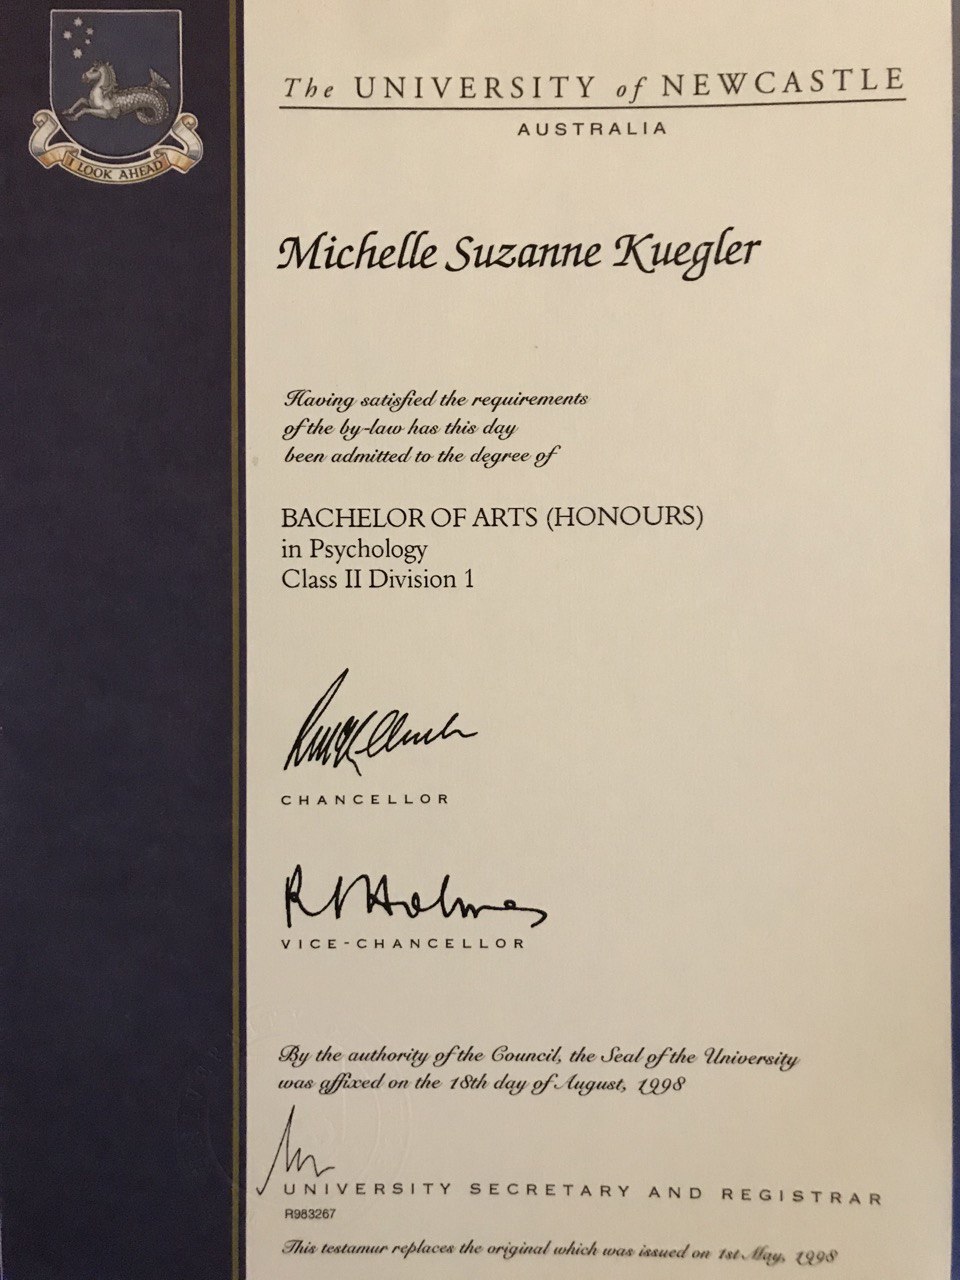 I LOOK AHEAD
The UNIVERSITY of NEWCASTLE
AUSTRALIA
Michelle Suzanne Kuegler
Having satisfied the requirements
of the by-law has this day
been admitted to the degree of
BACHELOR OF ARTS (HONOURS)
in Psychology
Class II Division 1
CHANCELLOR
Holmes
VICE-CHANCELLOR
By the authority of the Council, the Seal of the University
was affixed on the 18th day of August, 1998
UNIVERSITY SECRETARY AND REGISTRAR
R983267
This testamur replaces the original which was issued on 1st May, 1998